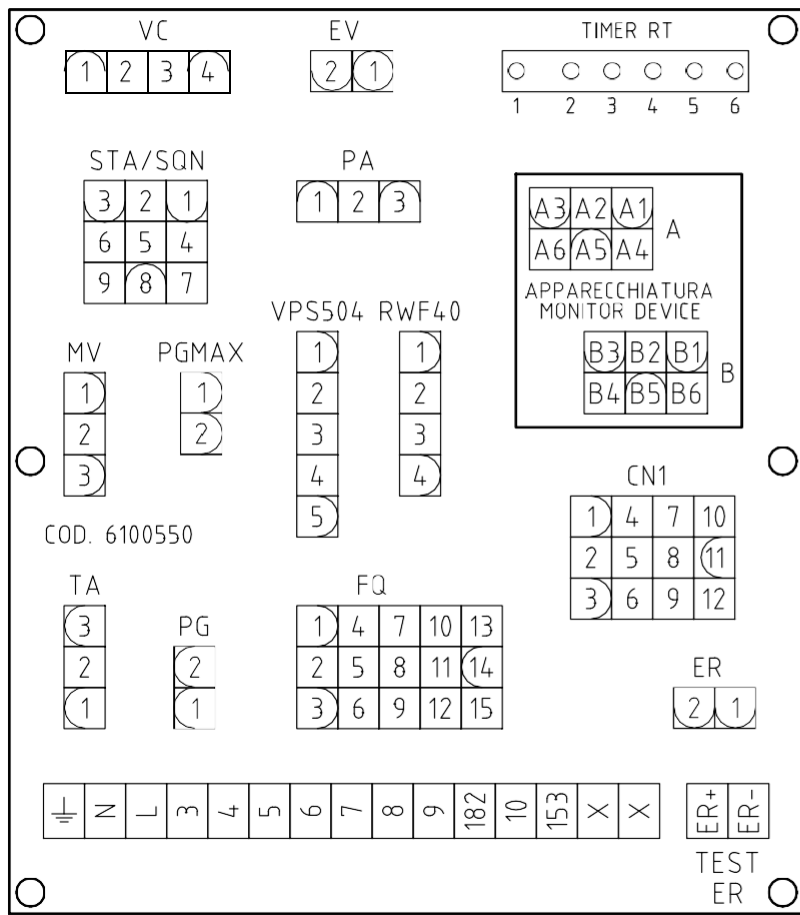 VC EV TIMER RT
1 2 3 4
2 1
1 2 3 4 5 6
STA/SQN PA
3 2 1
6 5 4
9 8 7
1 2 3
A3 A2 A1
A6 A5 A4
A
APPARECCHIATURA
MONITOR DEVICE
B3 B2 B1
B4 B5 B6
B
VPS504 RWF40
1
2
3
4
5
1
2
3
4
MV PGMAX
1
2
3
1
2
CN1
1 4 7 10
2 5 8 11
3 6 9 12
COD. 6100550
TA PG FQ
3
2
1
2
1
1 4 7 10 13
2 5 8 11 14
3 6 9 12 15
ER
2 1
N L 3 4 5 6 7 8 9 182 10 153 X X
ER+ ER-
TEST
ER